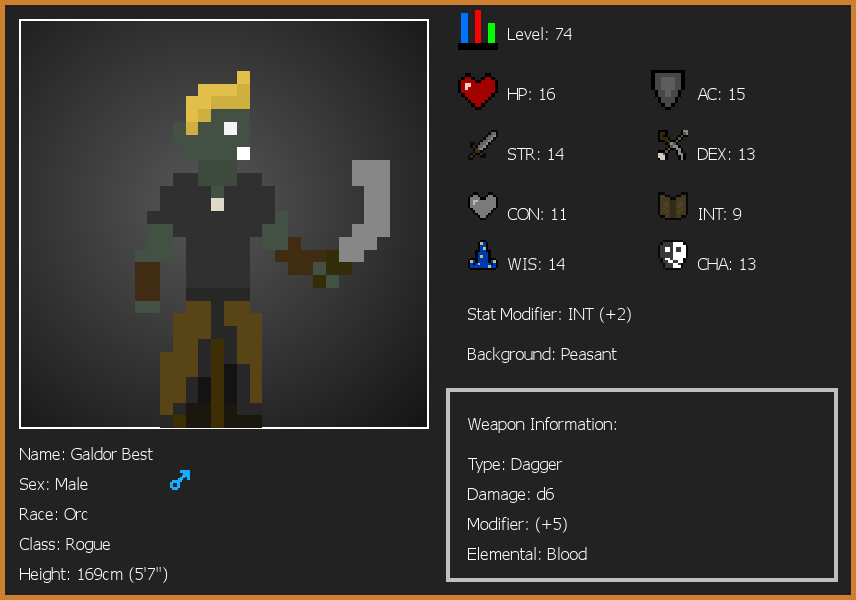 Level: 74
HP: 16
AC: 15
STR: 14
DEX: 13
CON: 11
INT: 9
WIS: 14
CHA: 13
Stat Modifier: INT (+2)
Background: Peasant
Weapon Information:
Type: Dagger
Damage: d6
Modifier: (+5)
Elemental: Blood
Name: Galdor Best
Sex: Male
Race: Orc
Class: Rogue
Height: 169cm (5'7")